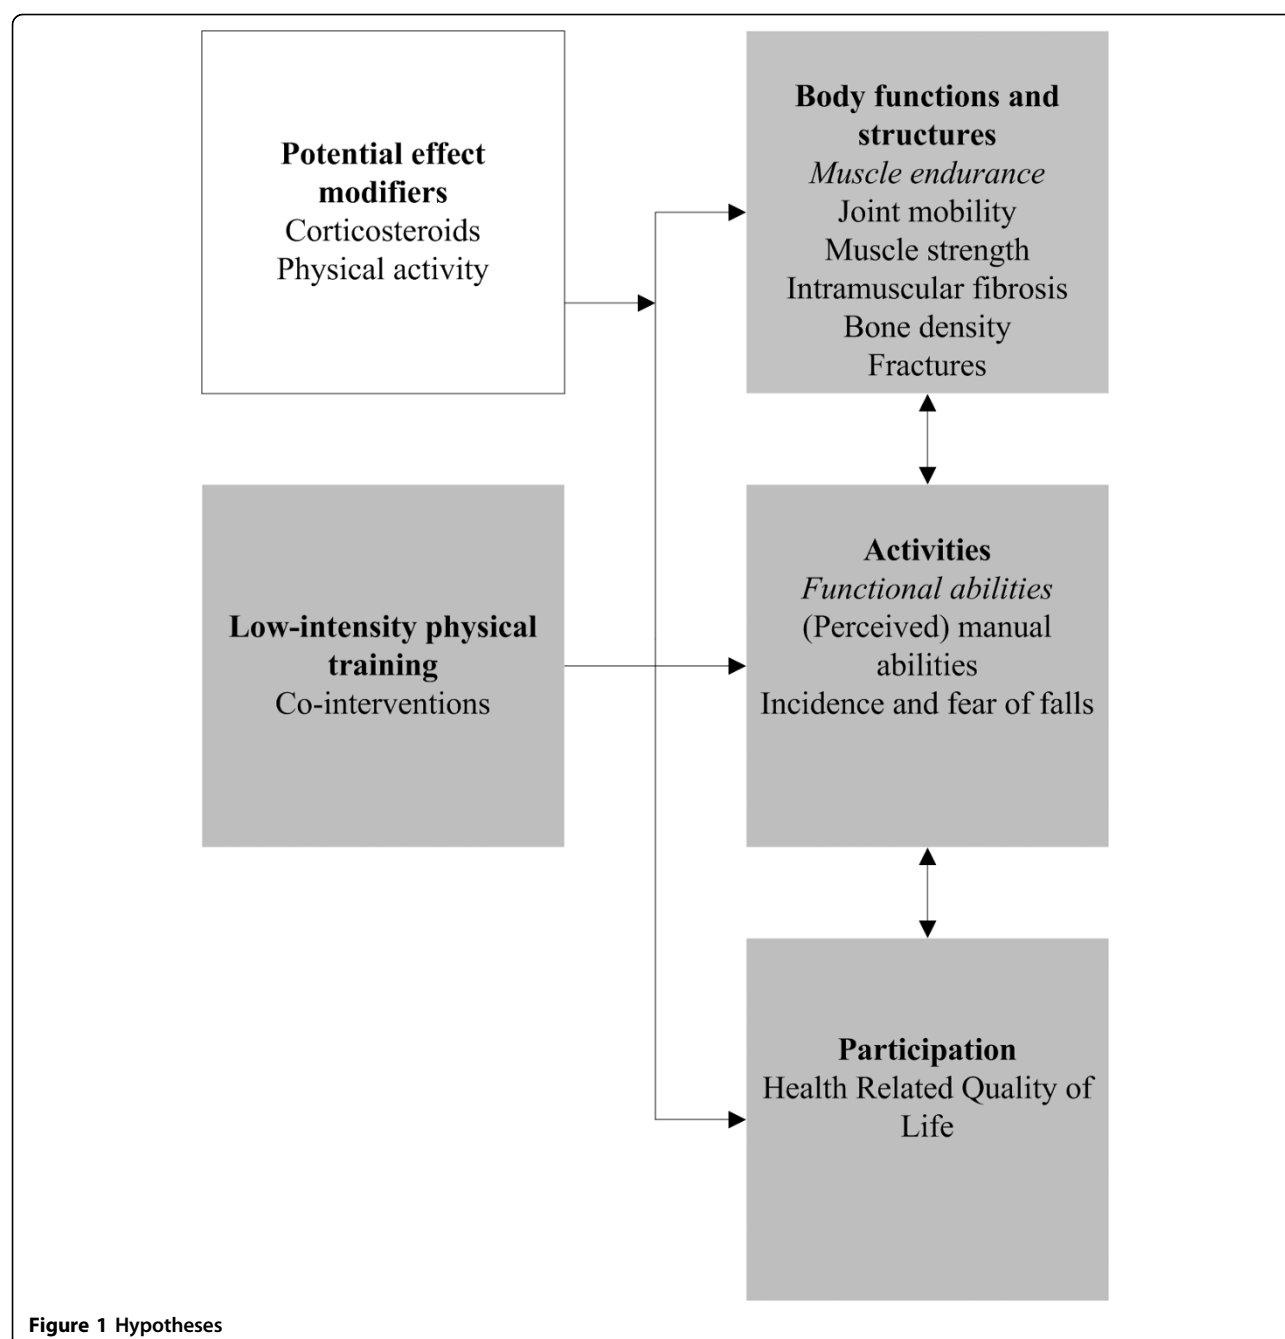 Potential effect
modifiers
Corticosteroids
Physical activity
Body functions and
structures
Muscle endurance
Joint mobility
Muscle strength
Intramuscular fibrosis
Bone density
Fractures
Low-intensity physical
training
Co-interventions
Activities
Functional abilities
(Perceived) manual
abilities
Incidence and fear of falls
Participation
Health Related Quality of
Life
Figure 1 Hypotheses